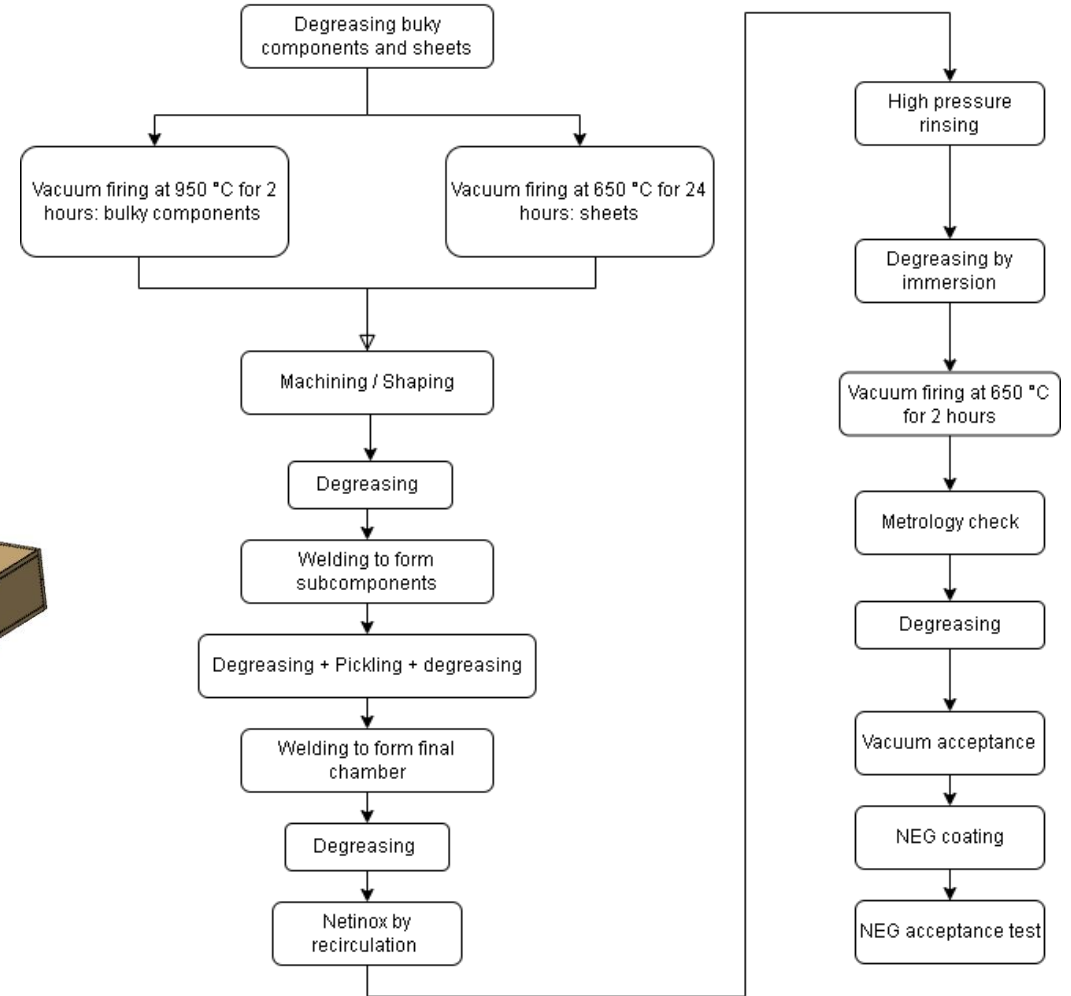 Degreasing buky
components and sheets
Vacuum firing at 950 °C for 2
hours: bulky components
Vacuum firing at 650 °C for 24
hours: sheets
Machining / Shaping
Degreasing
Welding to form
subcomponents
Degreasing + Pickling + degreasing
Welding to form final
chamber
Degreasing
Netinox by
recirculation
High pressure
rinsing
Degreasing by
immersion
Vacuum firing at 650 °C
for 2 hours
Metrology check
Degreasing
Vacuum acceptance
NEG coating
NEG acceptance test